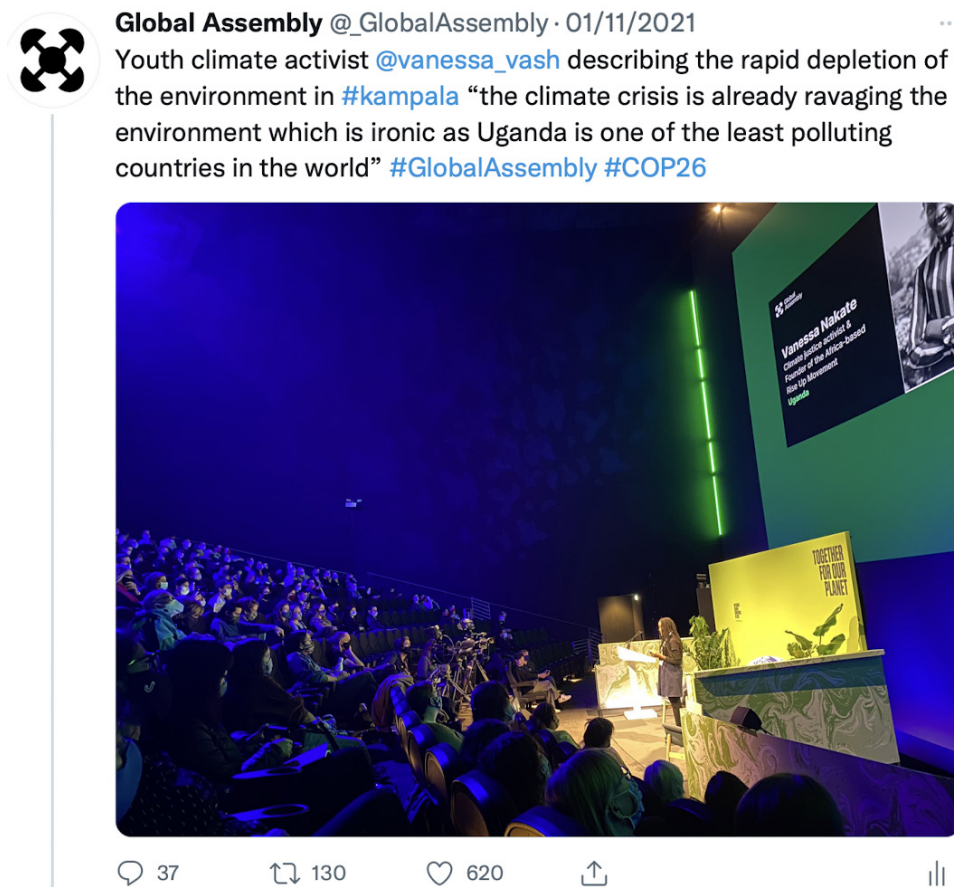 Global Assembly @_GlobalAssembly · 01/11/2021
Youth climate activist @vanessa_vash describing the rapid depletion of
the environment in #kampala “the climate crisis is already ravaging the
environment which is ironic as Uganda is one of the least polluting
countries in the world” #GlobalAssembly #COP26
Global
Assembly
Vanessa Nakate
Climate justice activist &
Founder of the Africa-based
Rise Up Movement
Uganda
TOGETHER
FOR OUR
PLANET
37
130
620